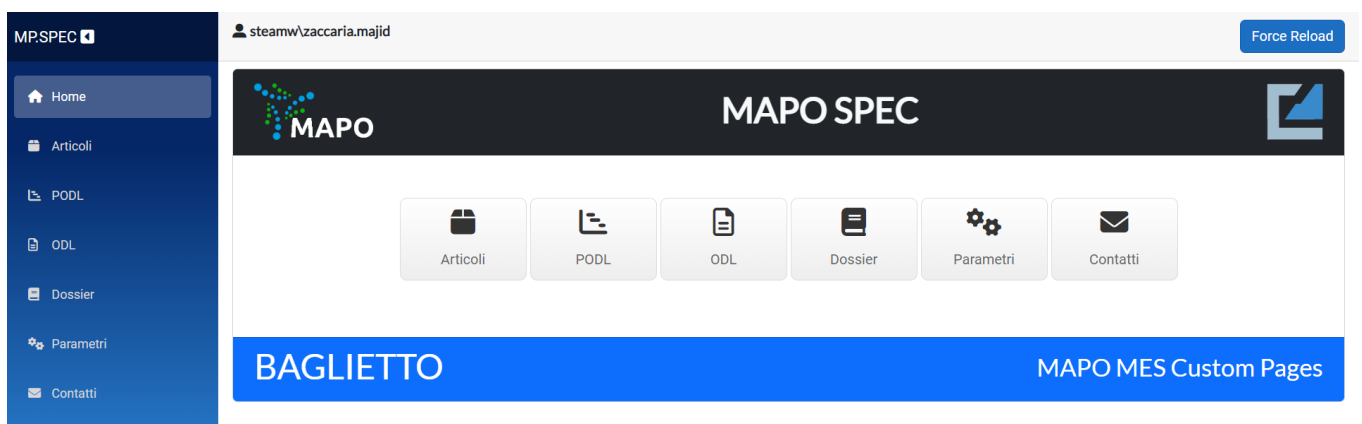 MP.SPEC
steamw\zaccaria.majid
Force Reload
Home
Articoli
PODL
ODL
Dossier
Parametri
Contatti
MAPO
MAPO SPEC
Articoli
PODL
ODL
Dossier
Parametri
Contatti
BAGLIETTO
MAPO MES Custom Pages